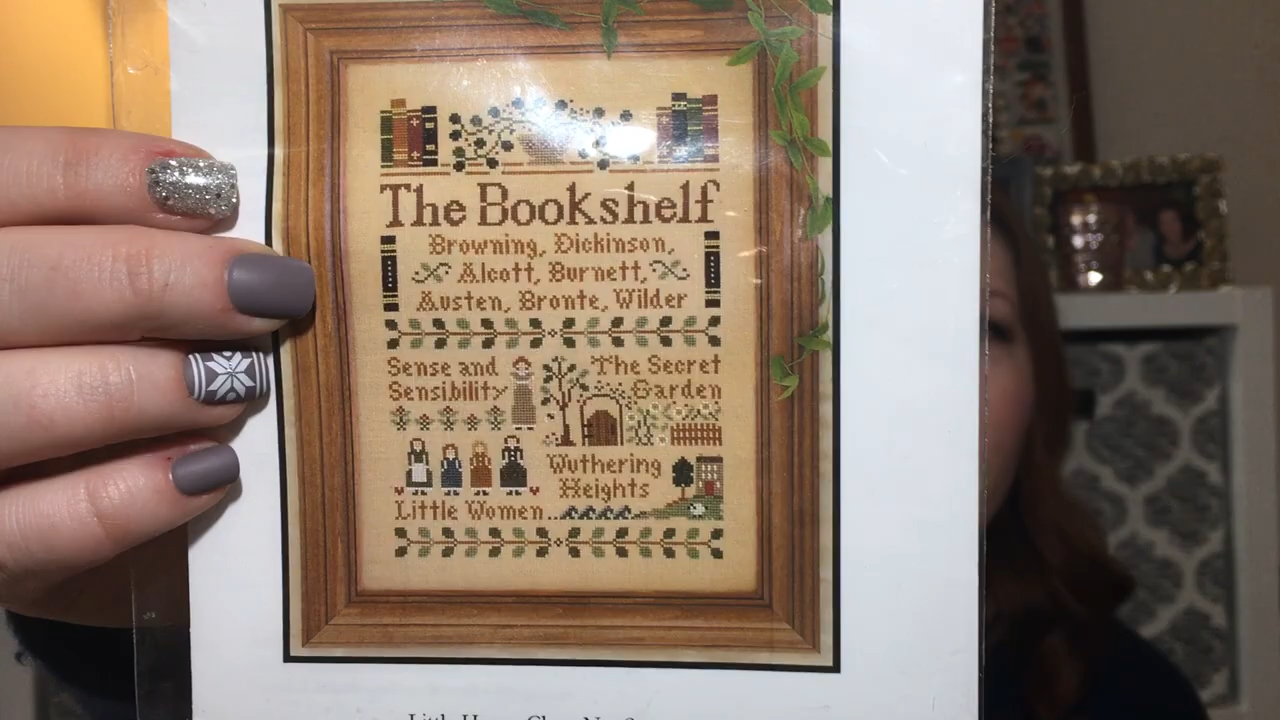 The Bookshelf
Browning, Dickinson,
Alcott, Burnett,
Austen, Bronte, Wilder
Sense and
Sensibility
The Secret
Garden
Wuthering
Heights
Little Women..